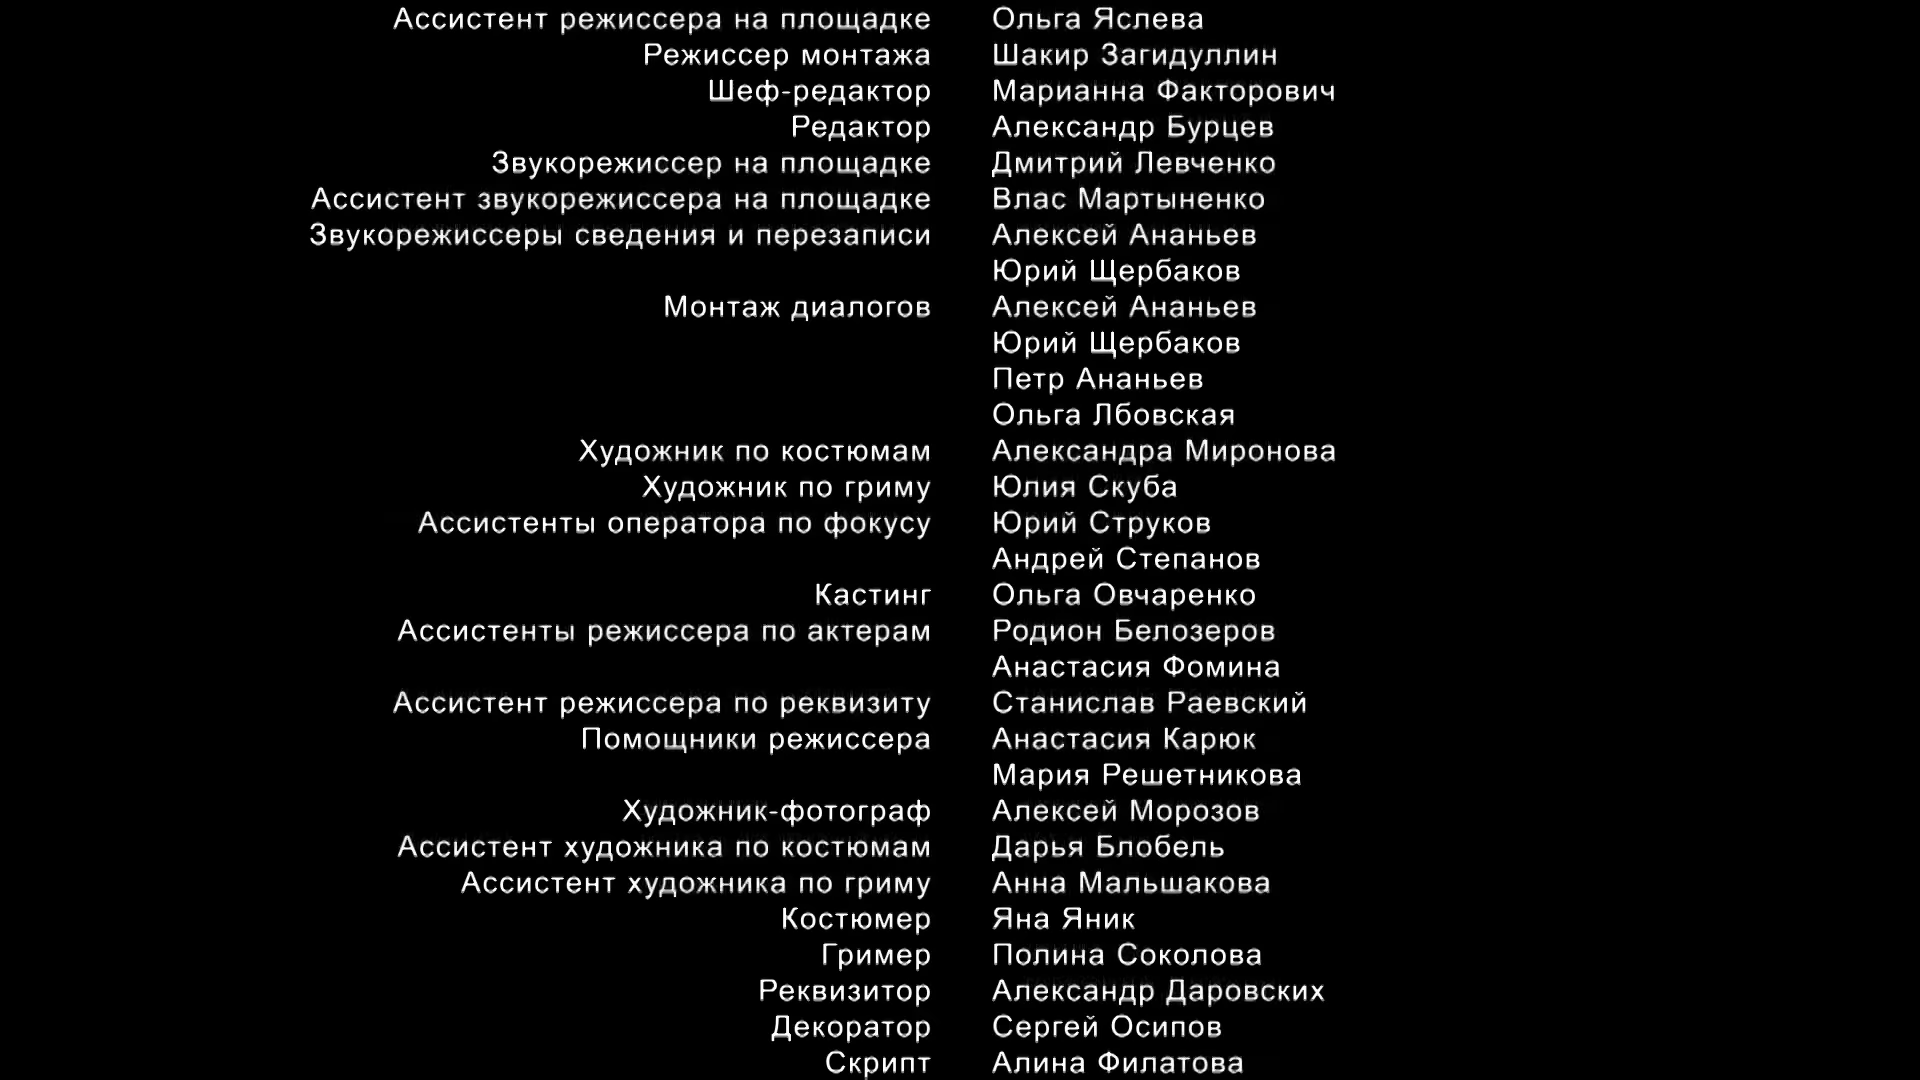 Ассистент режиссера на площадке Ольга Яслева
Режиссер монтажа Шакир Загидуллин
Шеф-редактор Марианна Факторович
Редактор Александр Бурцев
Звукорежиссер на площадке Дмитрий Левченко
Ассистент звукорежиссера на площадке Влас Мартыненко
Звукорежиссеры сведения и перезаписи Алексей Ананьев
Юрий Щербаков
Монтаж диалогов Алексей Ананьев
Юрий Щербаков
Петр Ананьев
Ольга Лбовская
Художник по костюмам Александра Миронова
Художник по гриму Юлия Скуба
Ассистенты оператора по фокусу Юрий Струков
Андрей Степанов
Кастинг Ольга Овчаренко
Ассистенты режиссера по актерам Родион Белозеров
Анастасия Фомина
Ассистент режиссера по реквизиту Станислав Раевский
Помощники режиссера Анастасия Карюк
Мария Решетникова
Художник-фотограф Алексей Морозов
Ассистент художника по костюмам Дарья Блобель
Ассистент художника по гриму Анна Мальшакова
Костюмер Яна Яник
Гример Полина Соколова
Реквизитор Александр Даровских
Декоратор Сергей Осипов
Скрипт Алина Филатова